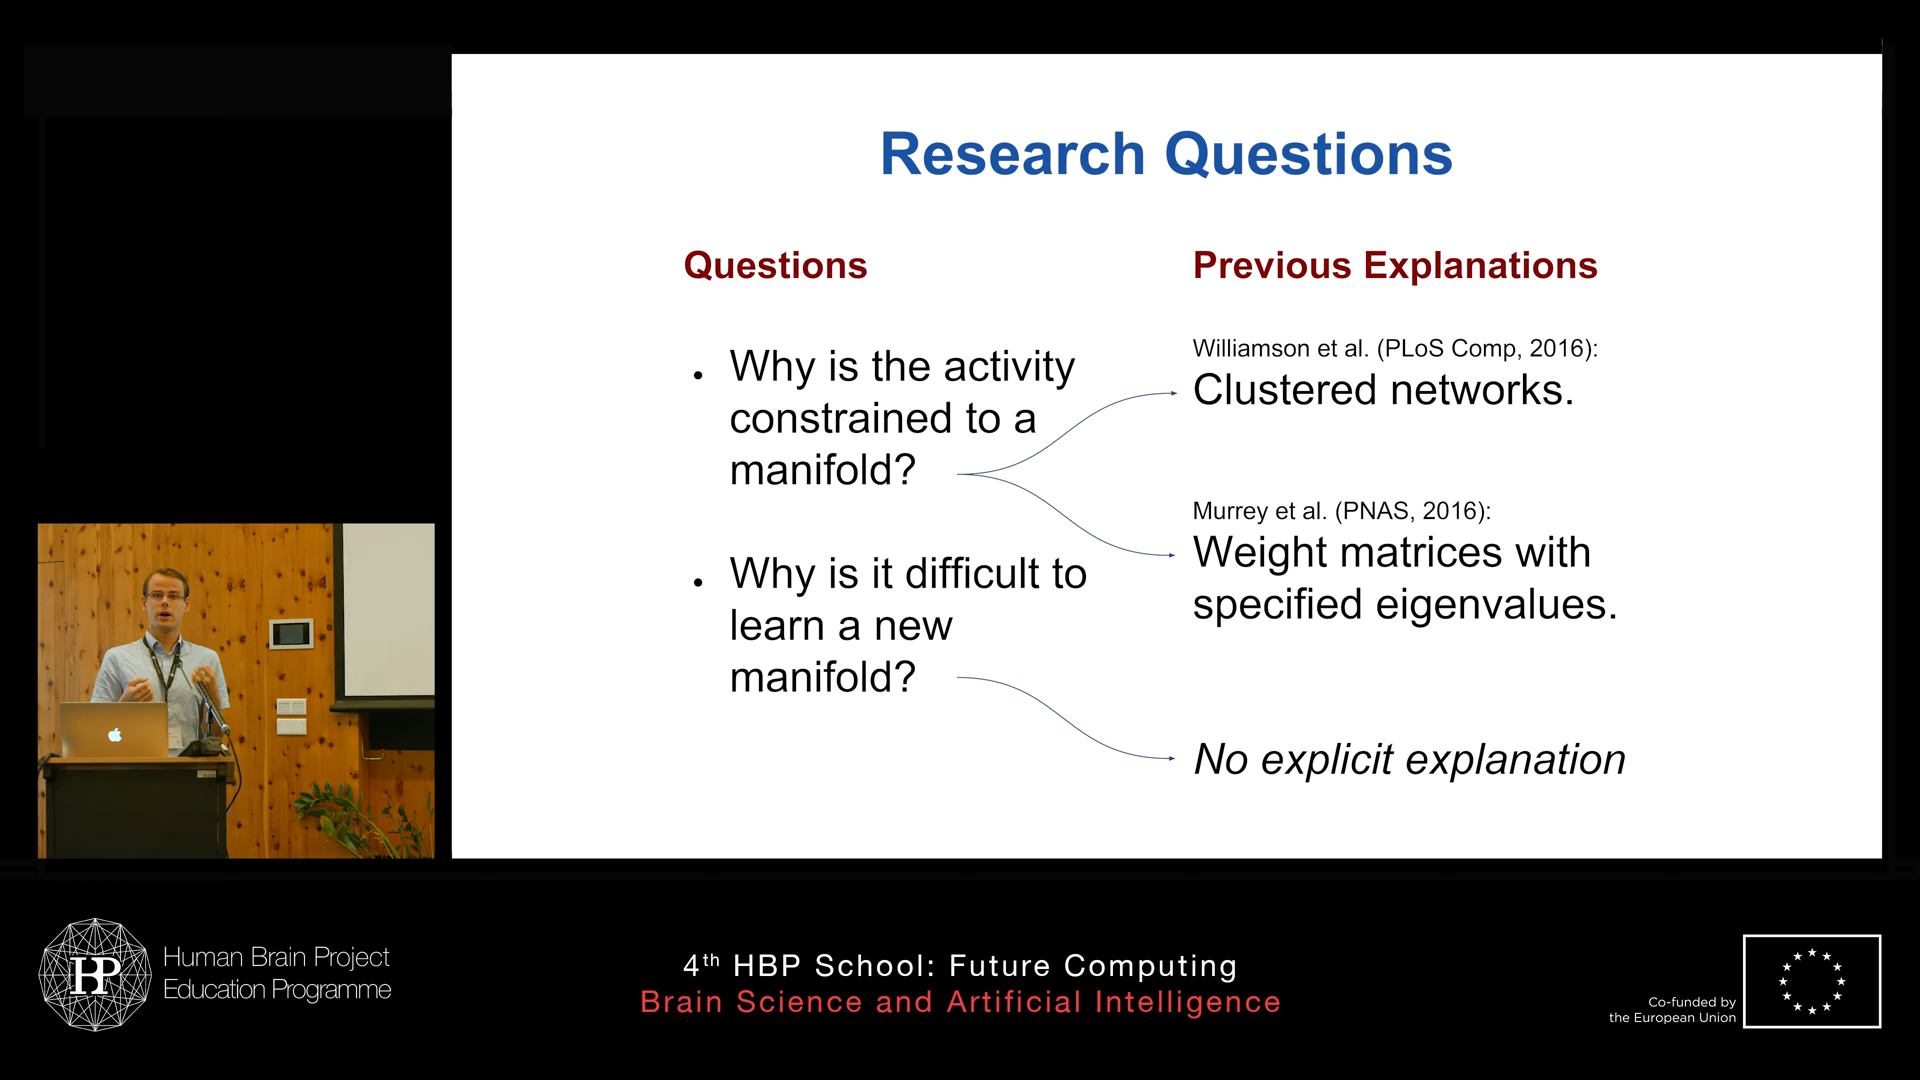 Research Questions
Questions
Previous Explanations
Why is the activity
constrained to a
manifold?
Why is it difficult to
learn a new
manifold?
Williamson et al. (PLoS Comp, 2016):
Clustered networks.
Murrey et al. (PNAS, 2016):
Weight matrices with
specified eigenvalues.
No explicit explanation
HBP
Human Brain Project
Education Programme
4th HBP School: Future Computing
Brain Science and Artificial Intelligence
Co-funded by
the European Union